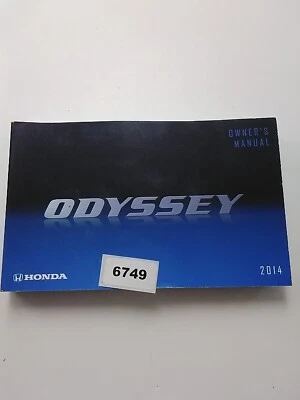 OWNER'S
MANUAL
ODYSSEY
HONDA
6749
2014